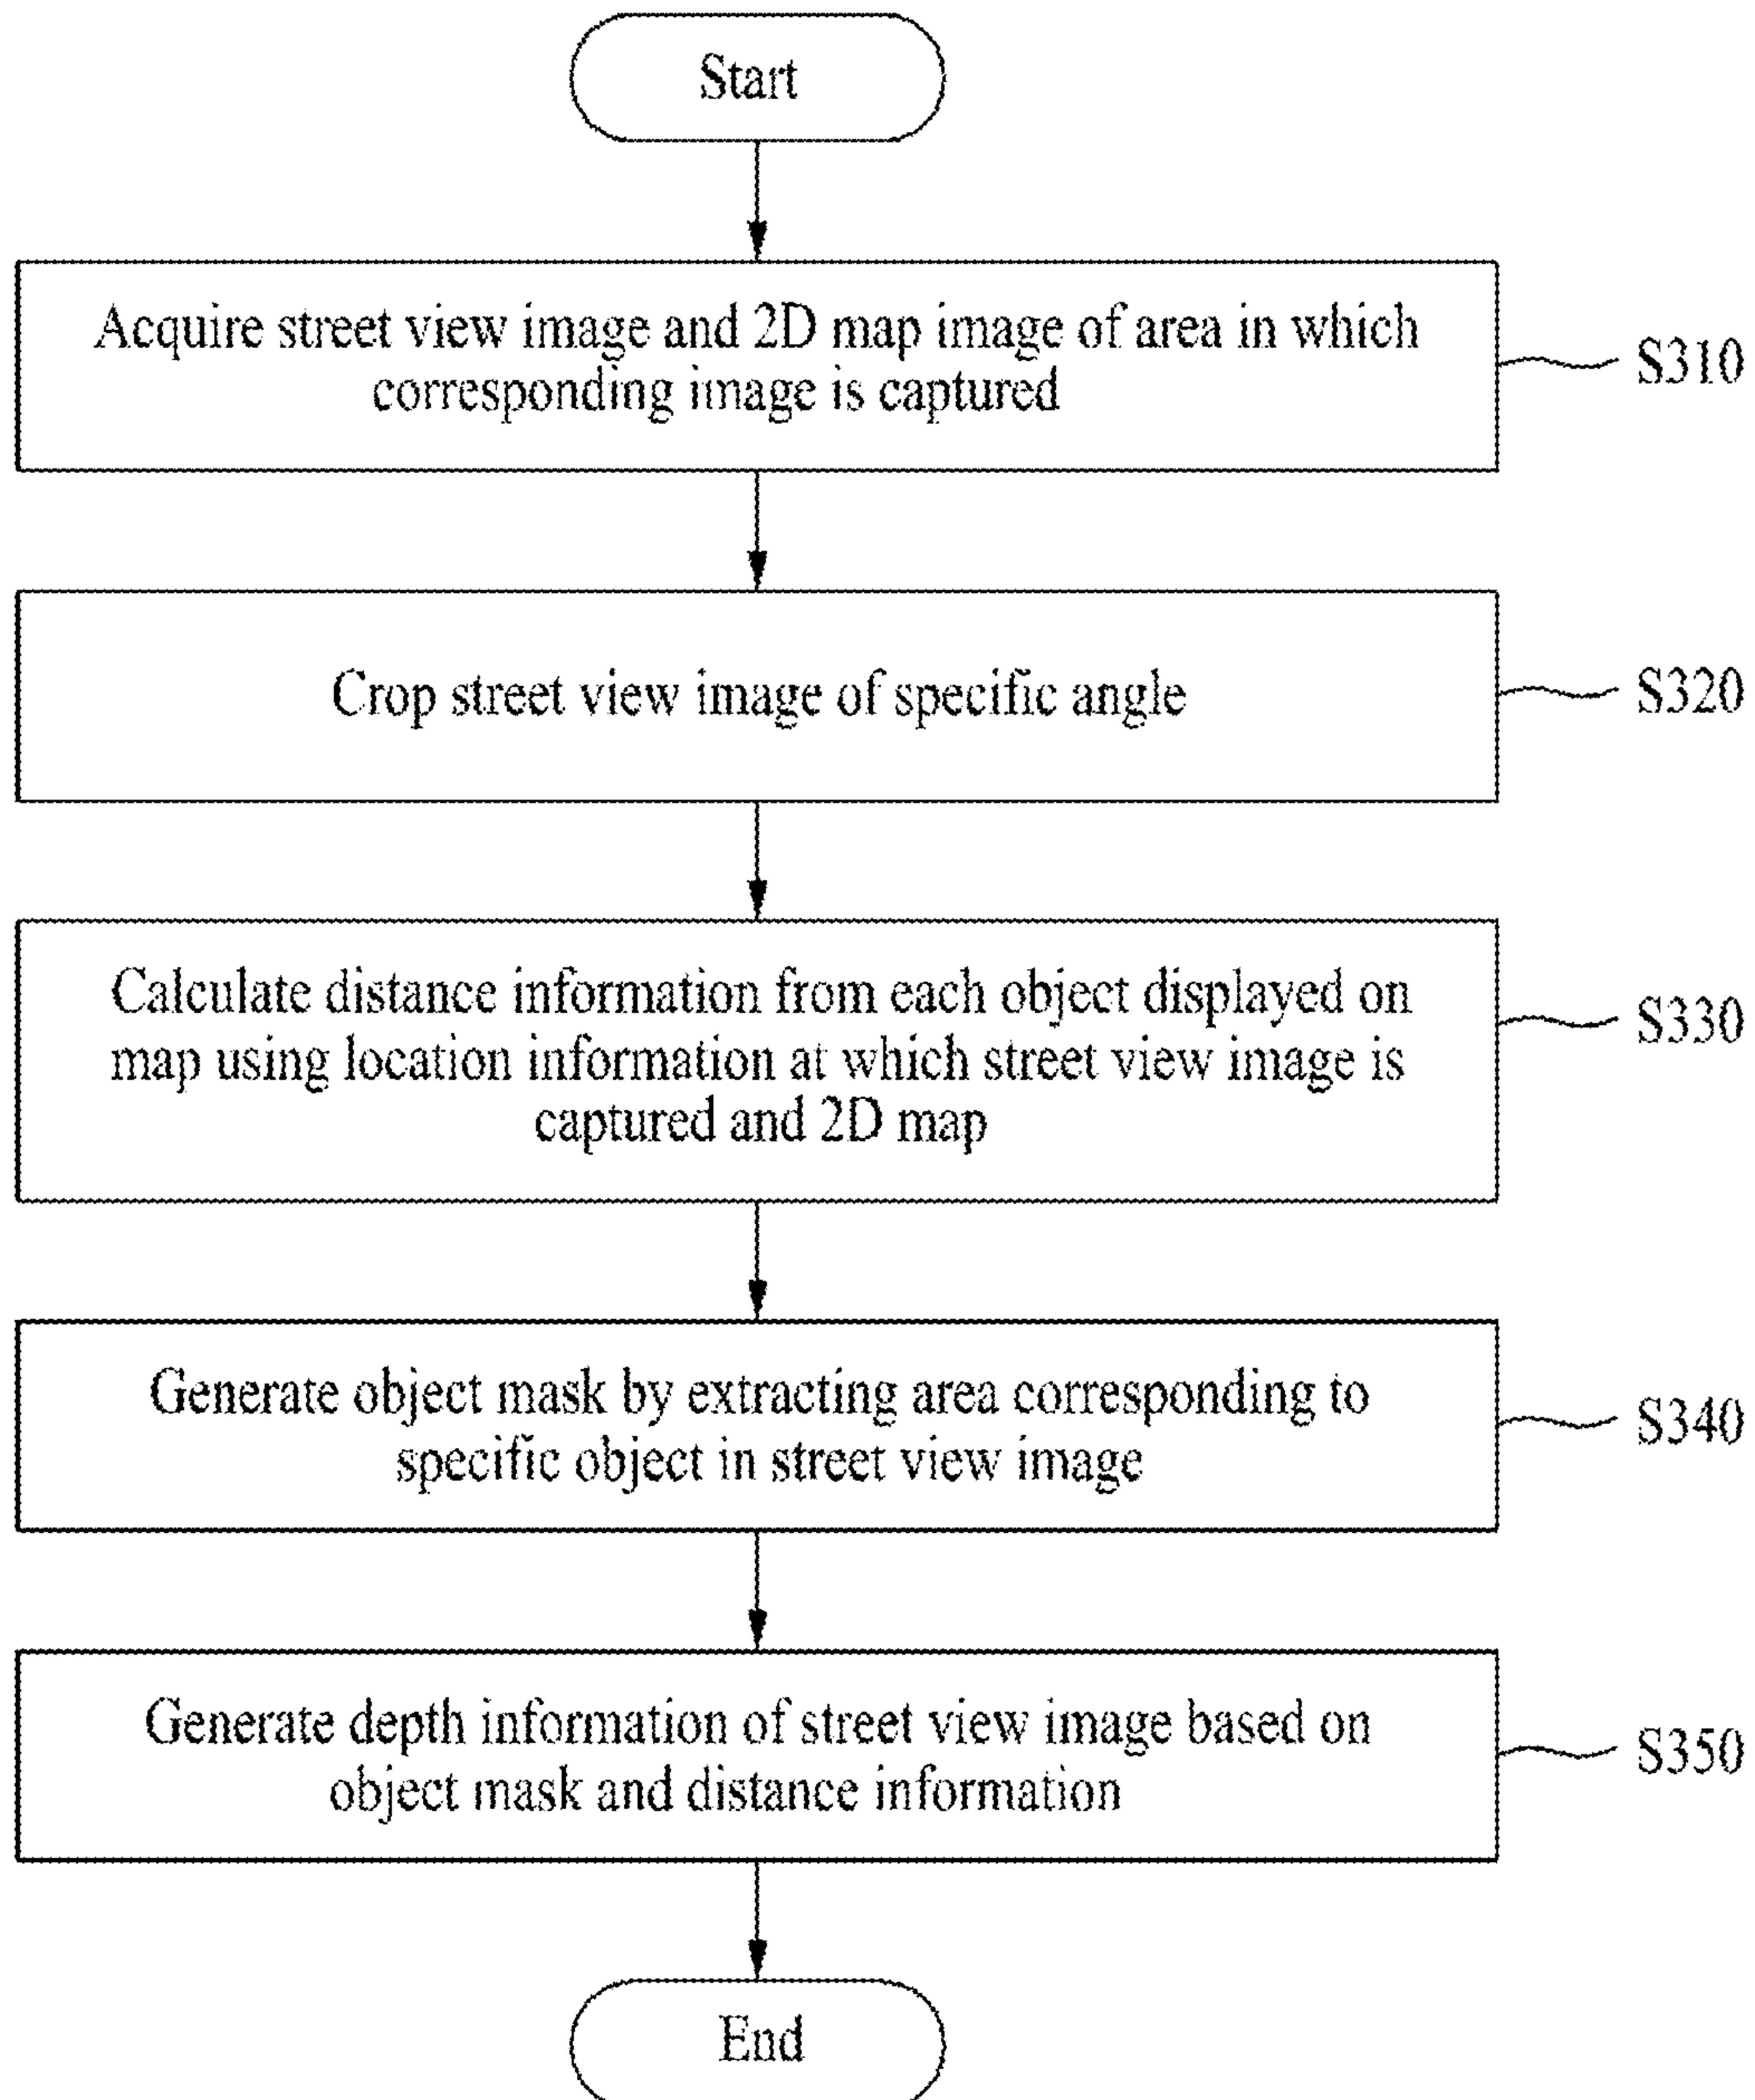 Start
Acquire street view image and 2D map image of area in which
corresponding image is captured
S310
Crop street view image of specific angle
S320
Calculate distance information from each object displayed on
map using location information at which street view image is
captured and 2D map
S330
Generate object mask by extracting area corresponding to
specific object in street view image
S340
Generate depth information of street view image based on
object mask and distance information
S350
End